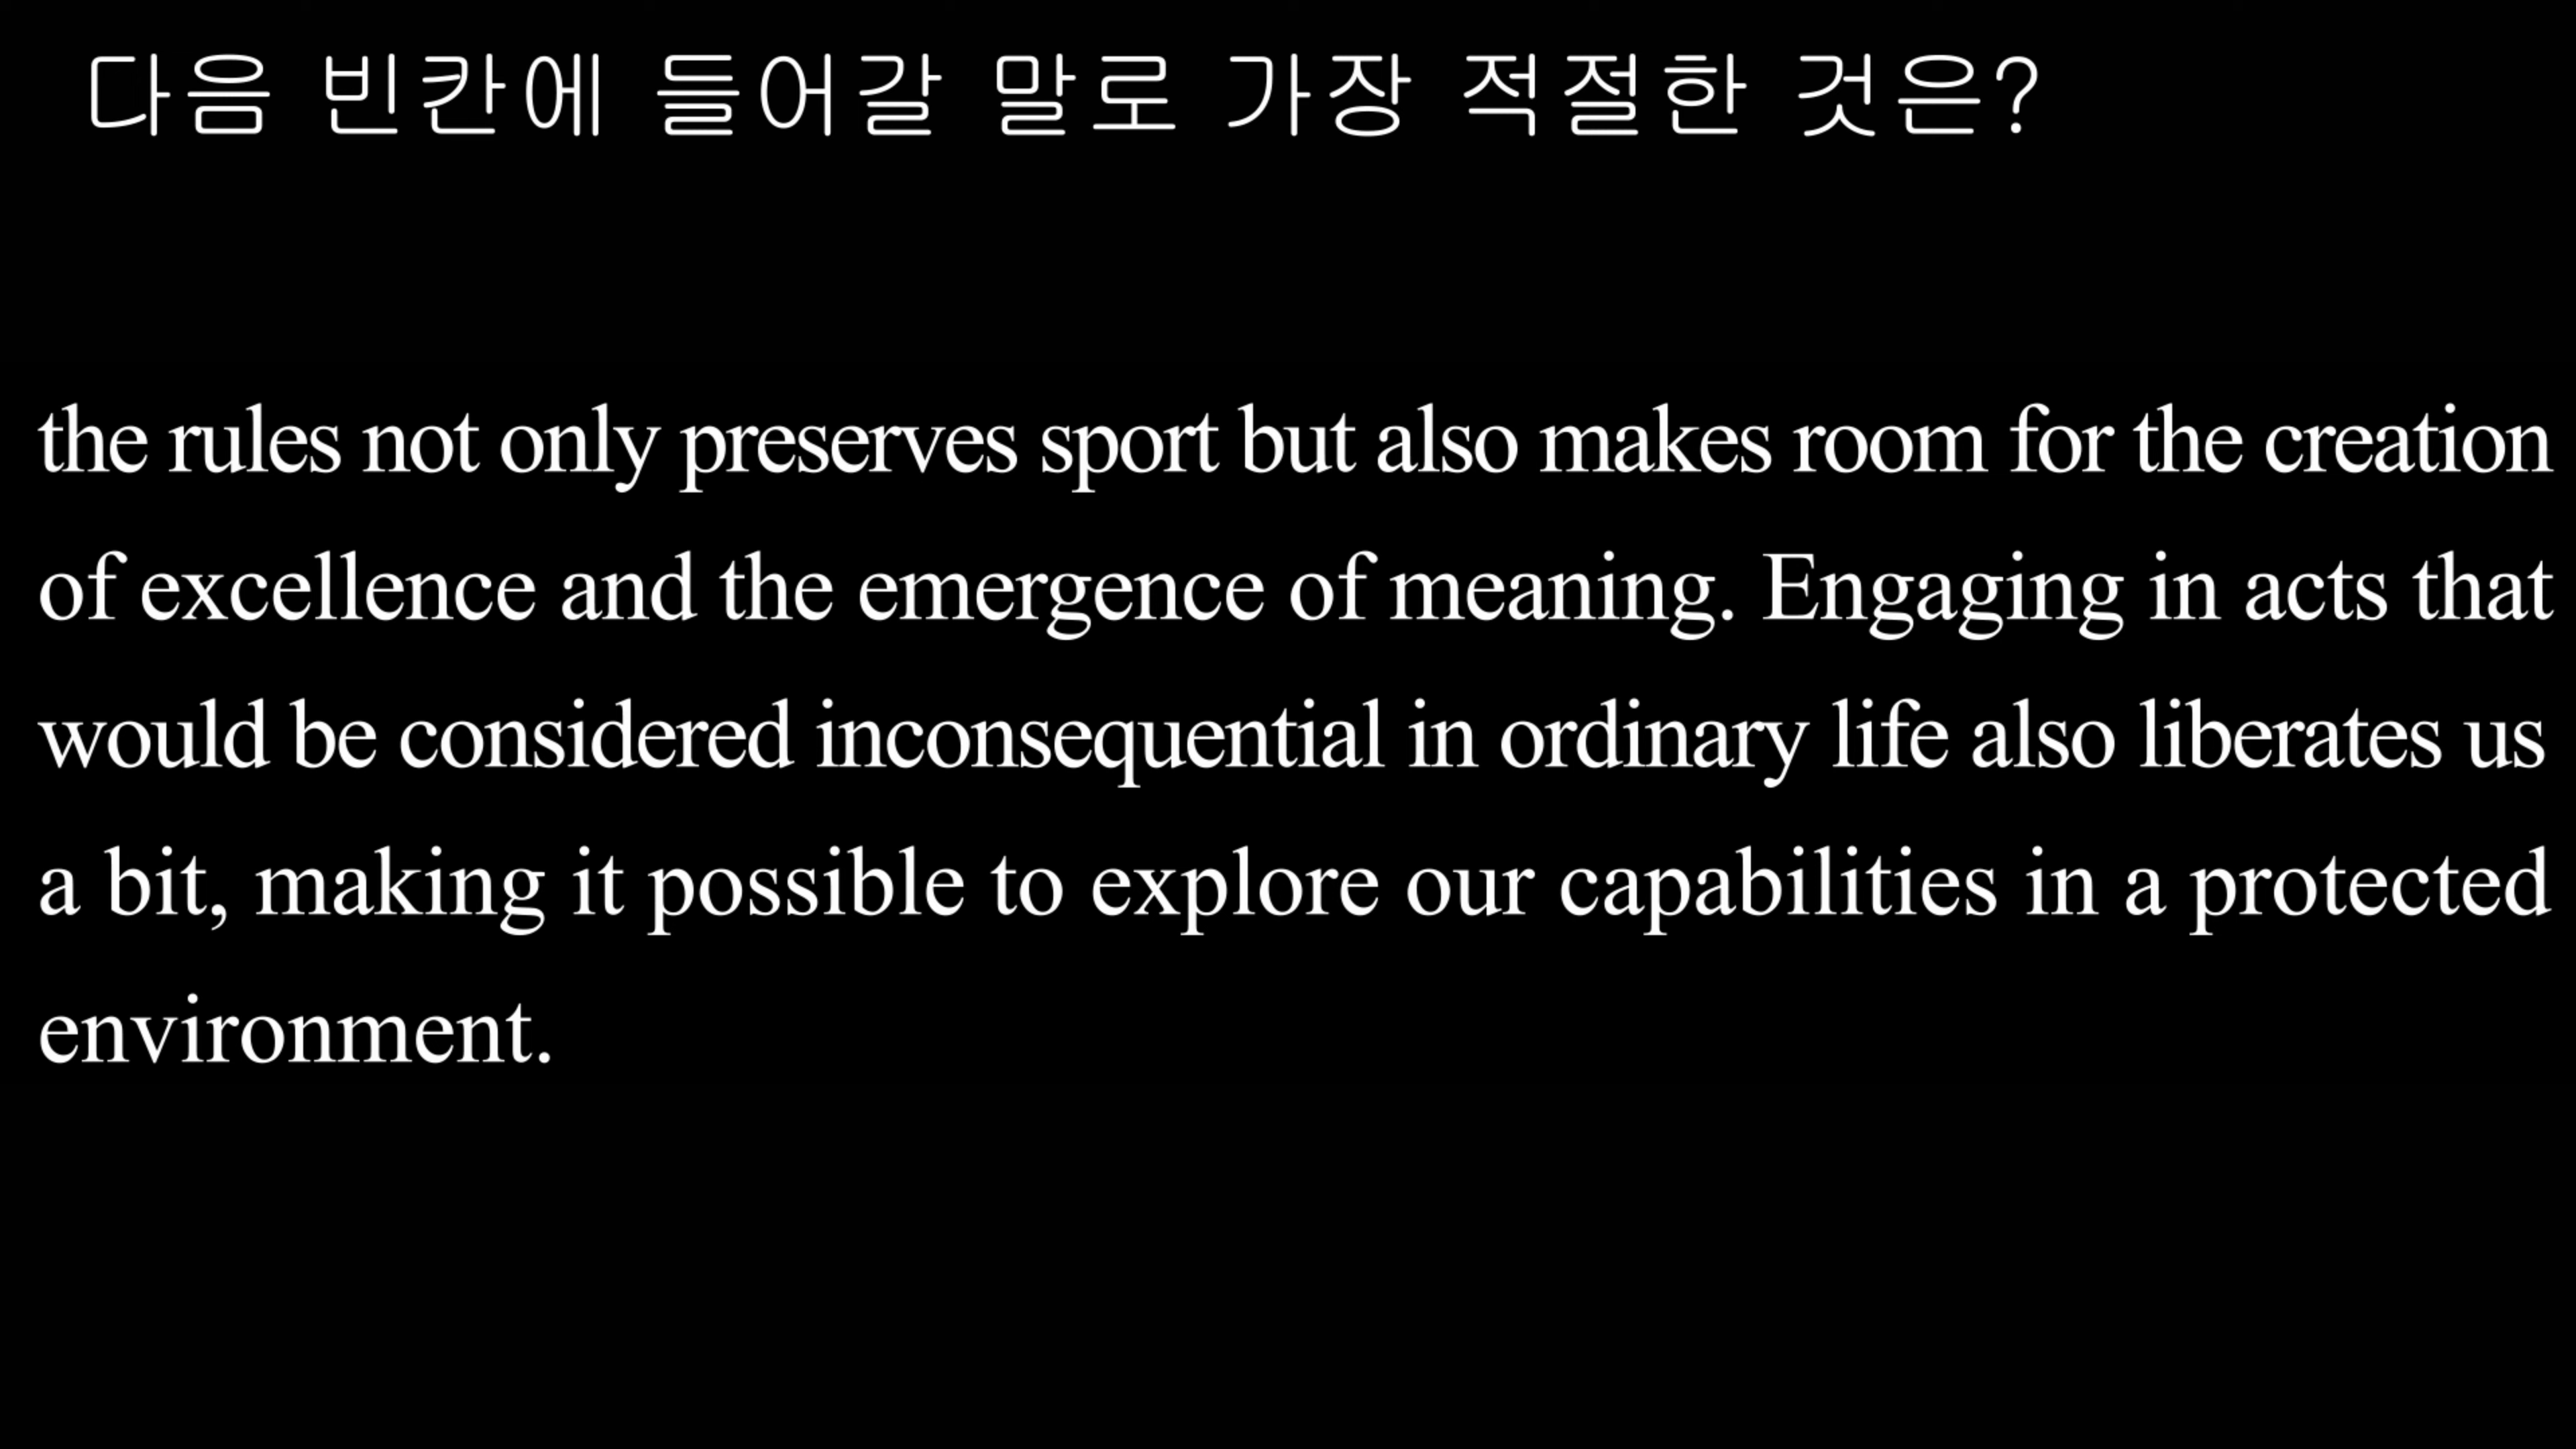 다음 빈칸에 들어갈 말로 가장 적절한 것은?
the rules not only preserves sport but also makes room for the creation
of excellence and the emergence of meaning. Engaging in acts that
would be considered inconsequential in ordinary life also liberates us
a bit, making it possible to explore our capabilities in a protected
environment.